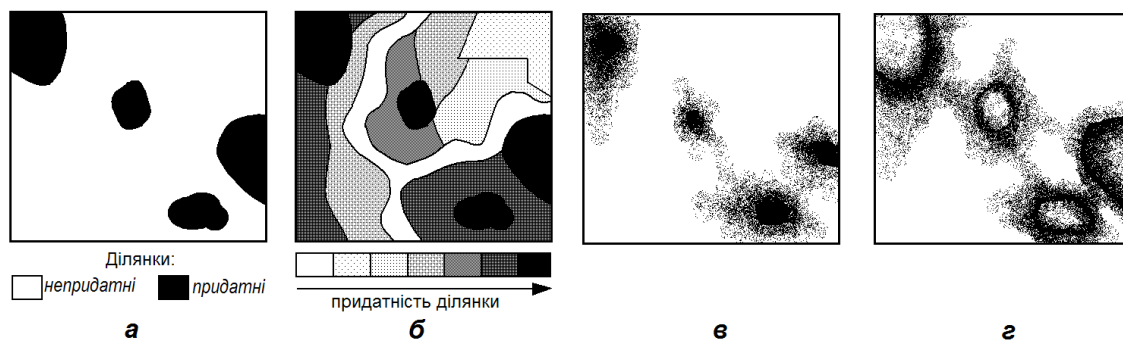 Ділянки:
непридатні придатні
придатність ділянки
а б в г